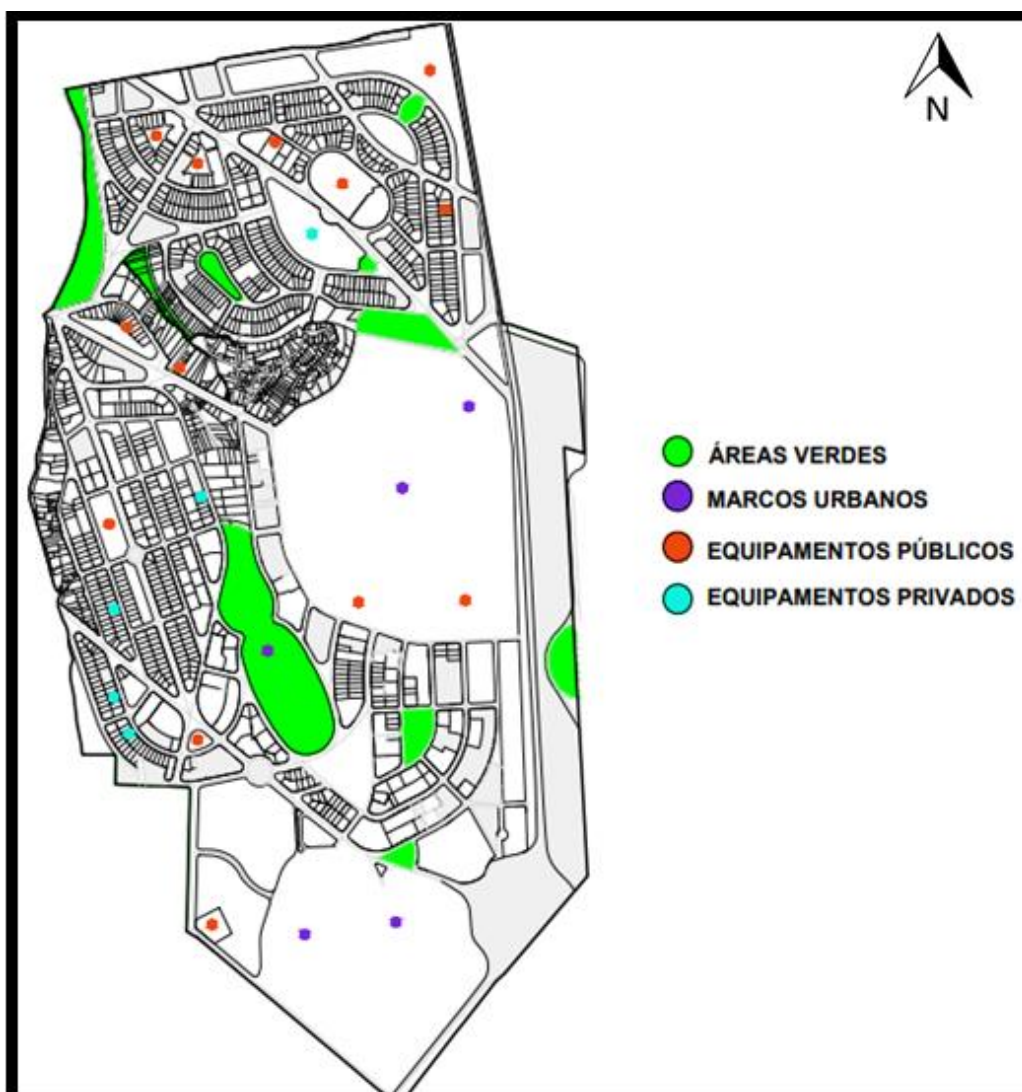 N
ÁREAS VERDES
MARCOS URBANOS
EQUIPAMENTOS PÚBLICOS
EQUIPAMENTOS PRIVADOS